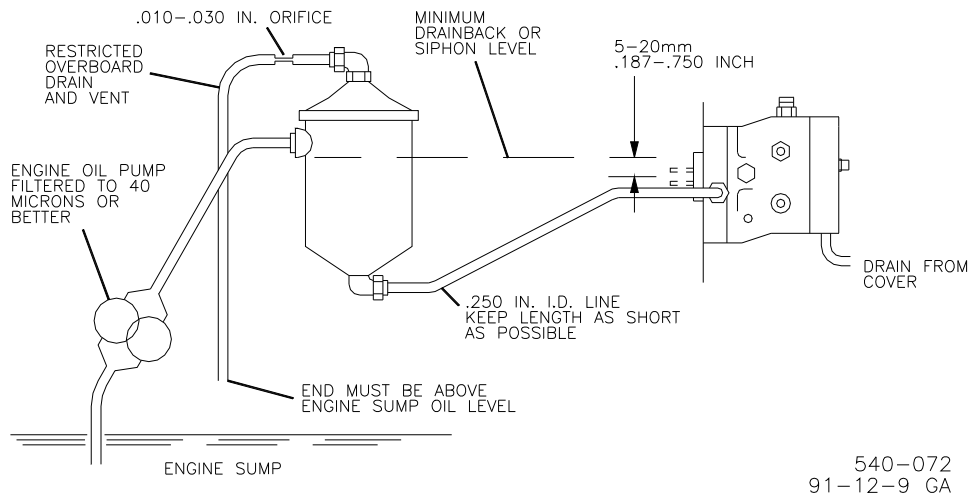 .010-.030 IN. ORIFICE
RESTRICTED
OVERBOARD
DRAIN
AND VENT
MINIMUM
DRAINBACK OR
SIPHON LEVEL
5-20mm
.187-.750 INCH
ENGINE OIL PUMP
FILTERED TO 40
MICRONS OR
BETTER
DRAIN FROM
COVER
.250 IN. I.D. LINE
KEEP LENGTH AS SHORT
AS POSSIBLE
END MUST BE ABOVE
ENGINE SUMP OIL LEVEL
ENGINE SUMP
540-072
91-12-9 GA